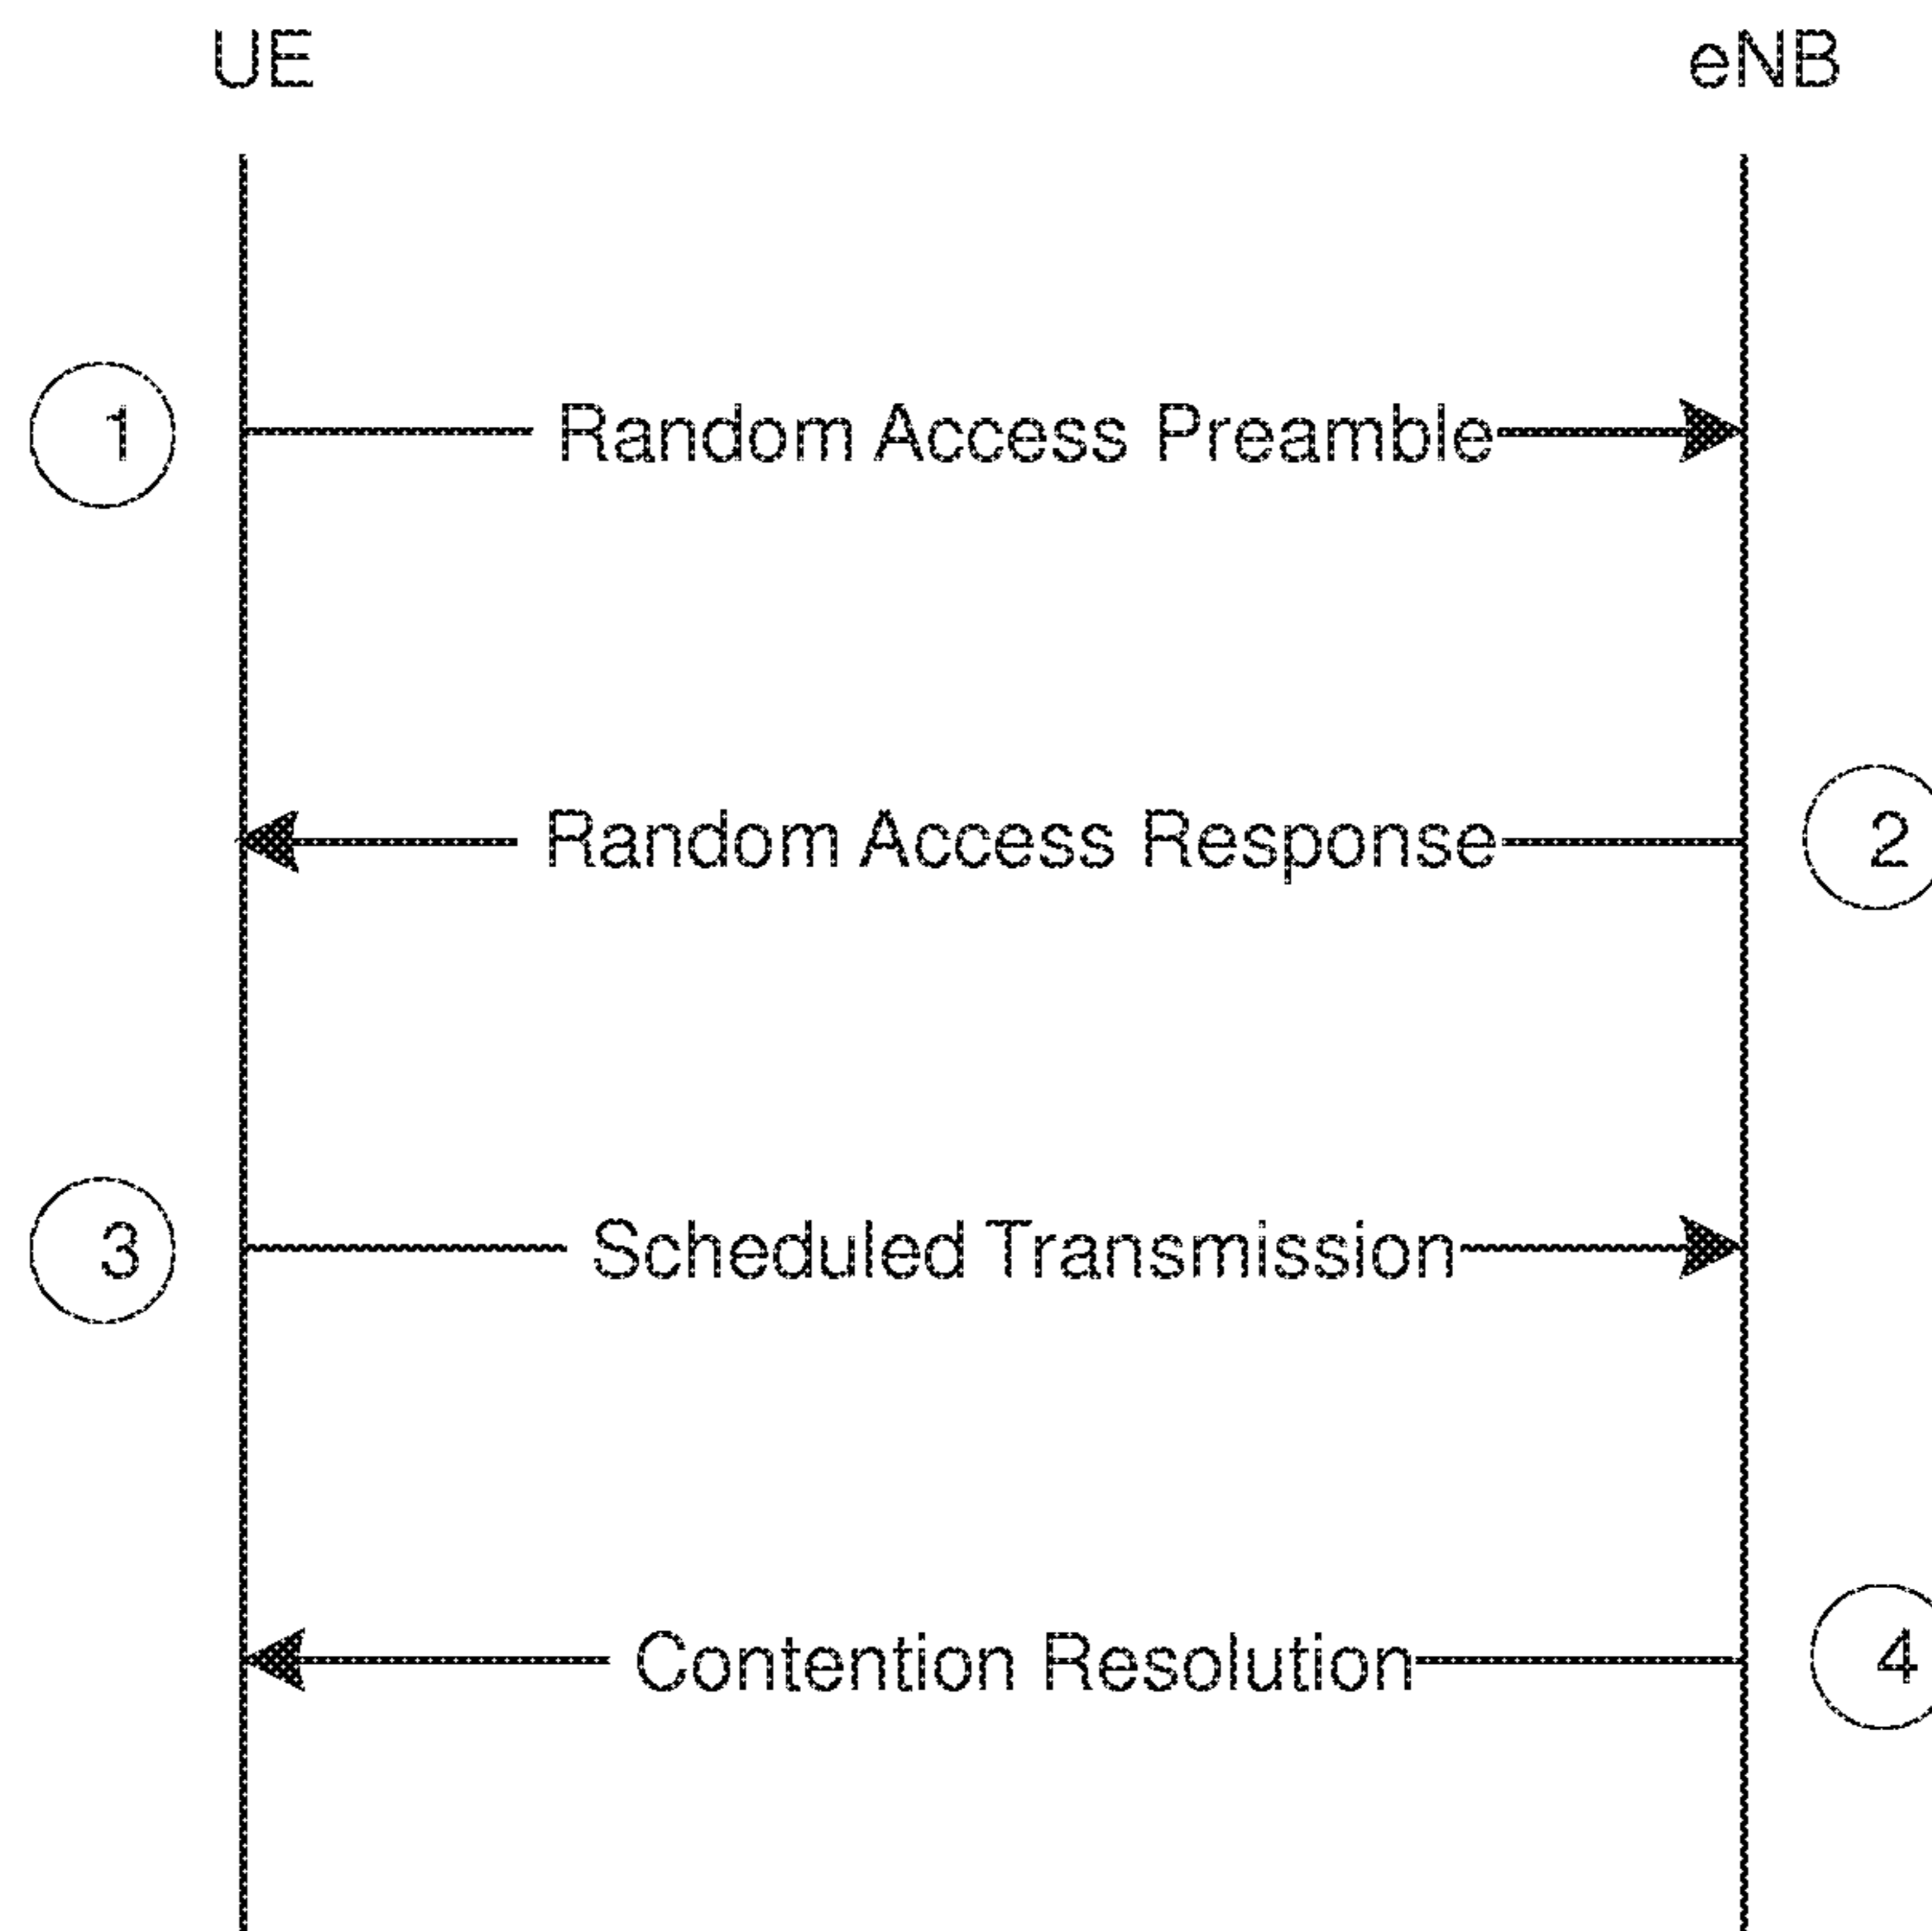 UE eNB
1 Random Access Preamble
Random Access Response 2
3 Scheduled Transmission
Contention Resolution 4